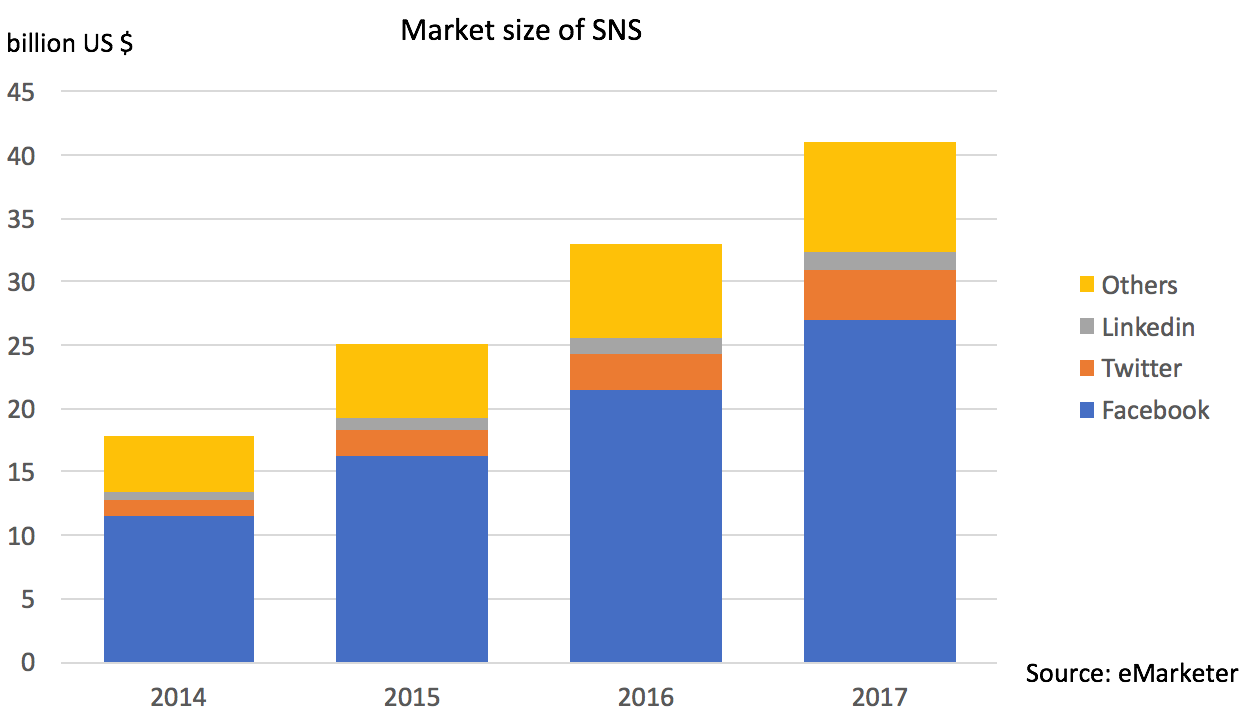 Market size of SNS
billion US $
45
40
35
30
25
20
15
10
5
0
2014 2015 2016 2017
Others
Linkedin
Twitter
Facebook
Source: eMarketer